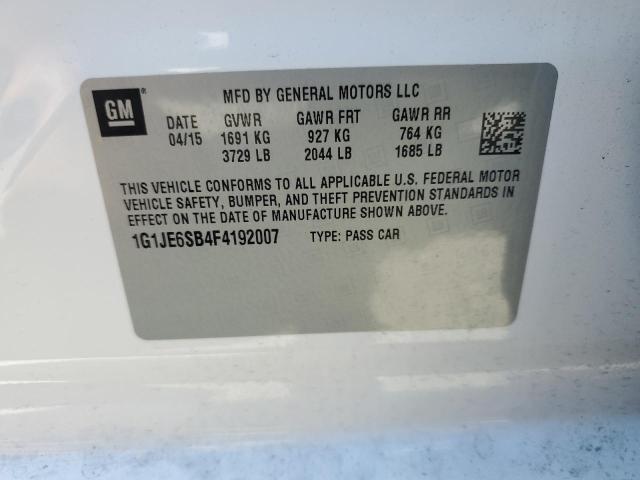 GM ®
MFD BY GENERAL MOTORS LLC
DATE GVWR GAWR FRT GAWR RR
04/15 1691 KG 927 KG 764 KG
3729 LB 2044 LB 1685 LB
THIS VEHICLE CONFORMS TO ALL APPLICABLE U.S. FEDERAL MOTOR
VEHICLE SAFETY, BUMPER, AND THEFT PREVENTION STANDARDS IN
EFFECT ON THE DATE OF MANUFACTURE SHOWN ABOVE.
1G1JE6SB4F4192007 TYPE: PASS CAR